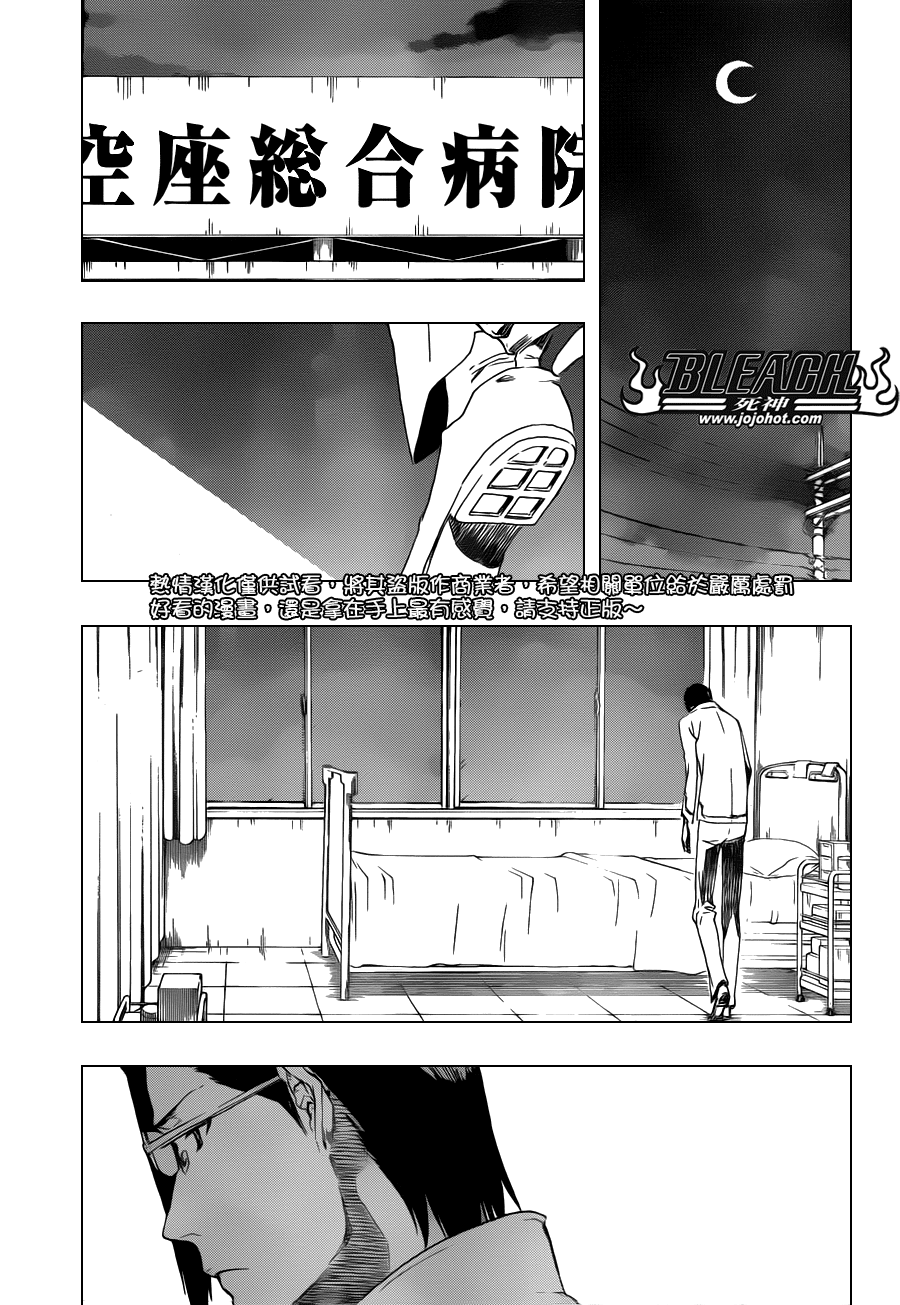 空座総合病院
BLEACH
死神
www.jojohot.com
熱情漢化僅供試看，將其盜版作商業者，希望相關單位給於嚴厲處罰
好看的漫畫，還是拿在手上最有感覺，請支持正版～